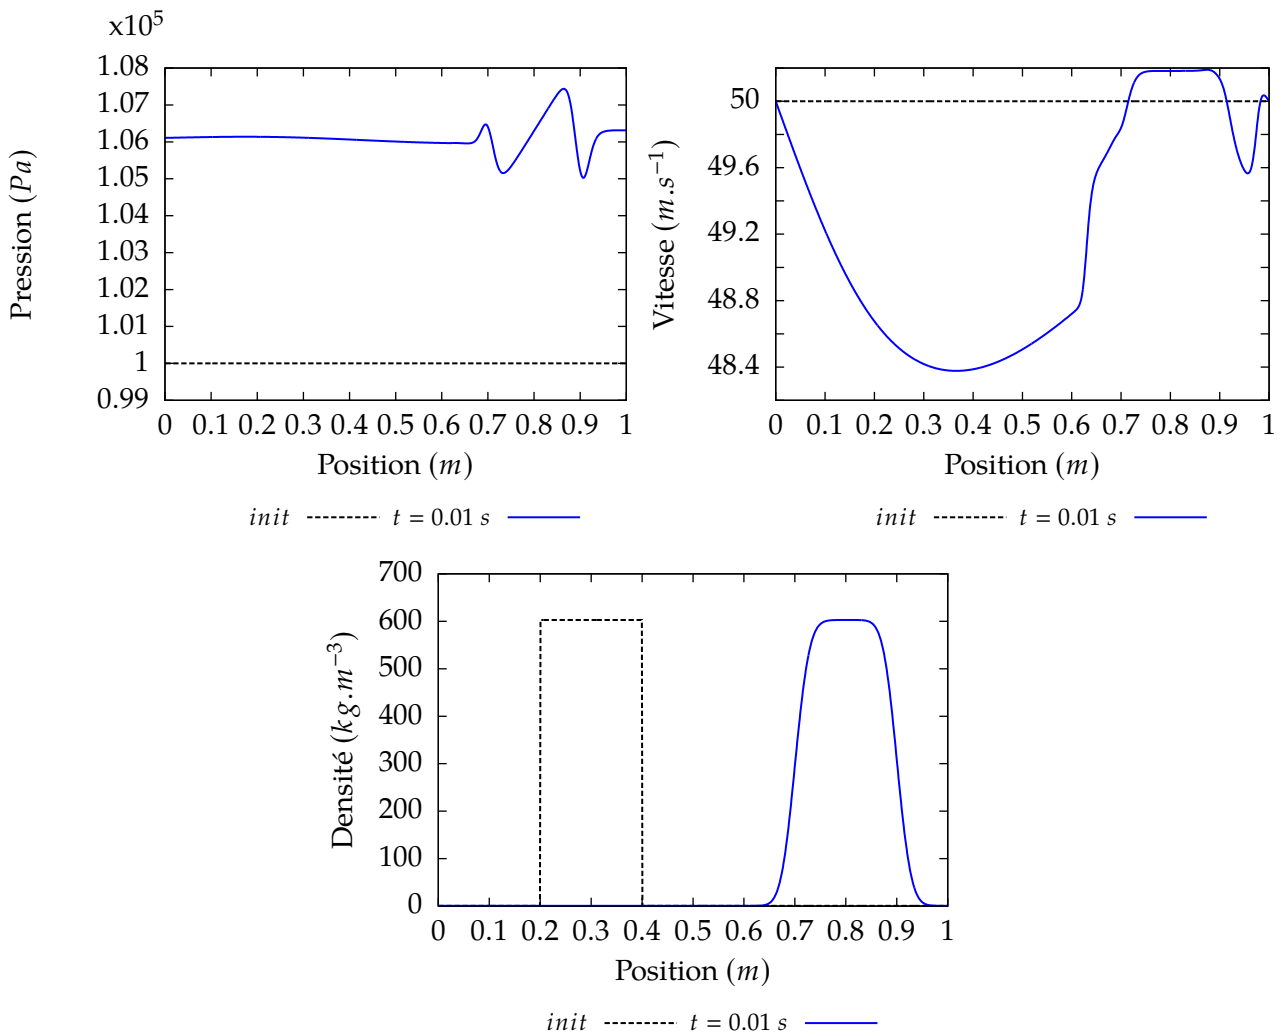 x10^5
1.08
1.07
1.06
1.05
1.04
1.03
1.02
1.01
1
0.99
Pression (Pa)
0 0.1 0.2 0.3 0.4 0.5 0.6 0.7 0.8 0.9 1
Position (m)
init t = 0.01 s
50
49.6
49.2
48.8
48.4
Vitesse (m.s⁻¹)
0 0.1 0.2 0.3 0.4 0.5 0.6 0.7 0.8 0.9 1
Position (m)
init t = 0.01 s
700
600
500
400
300
200
100
0
Densité (kg.m⁻³)
0 0.1 0.2 0.3 0.4 0.5 0.6 0.7 0.8 0.9 1
Position (m)
init t = 0.01 s